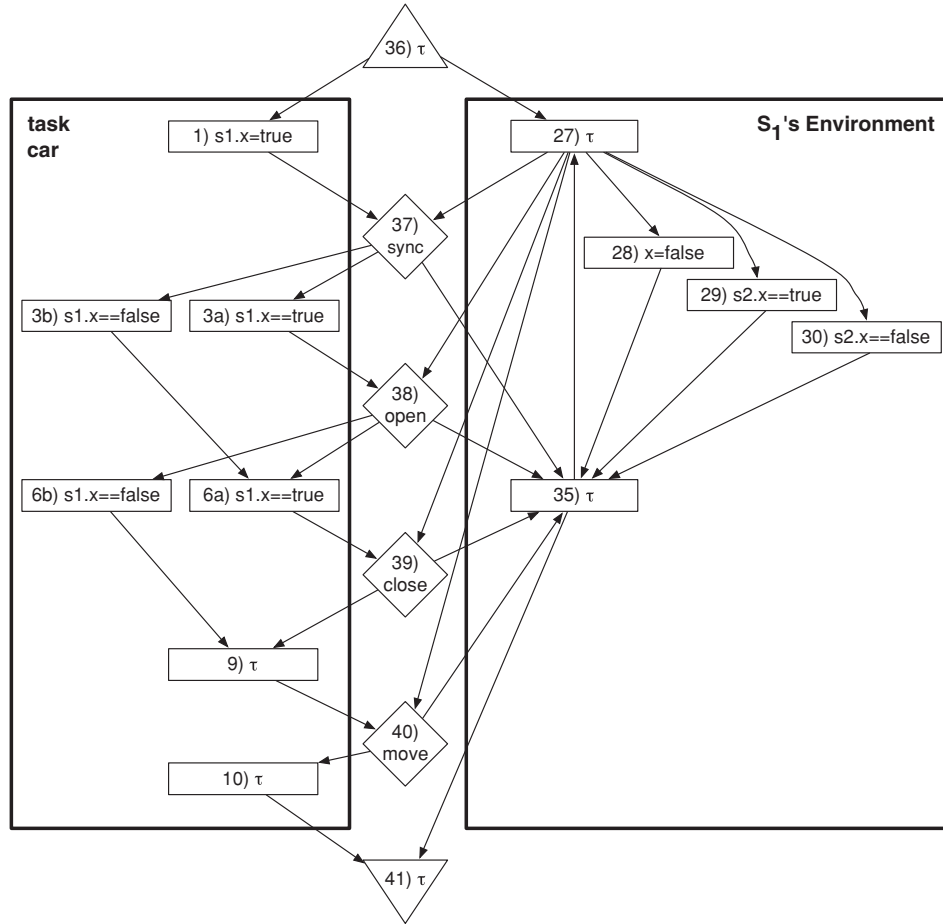 36) τ
task
car
S1's Environment
1) s1.x=true
27) τ
37)
sync
28) x=false
29) s2.x==true
3b) s1.x==false
3a) s1.x==true
30) s2.x==false
38)
open
6b) s1.x==false
6a) s1.x==true
35) τ
39)
close
9) τ
40)
move
10) τ
41) τ